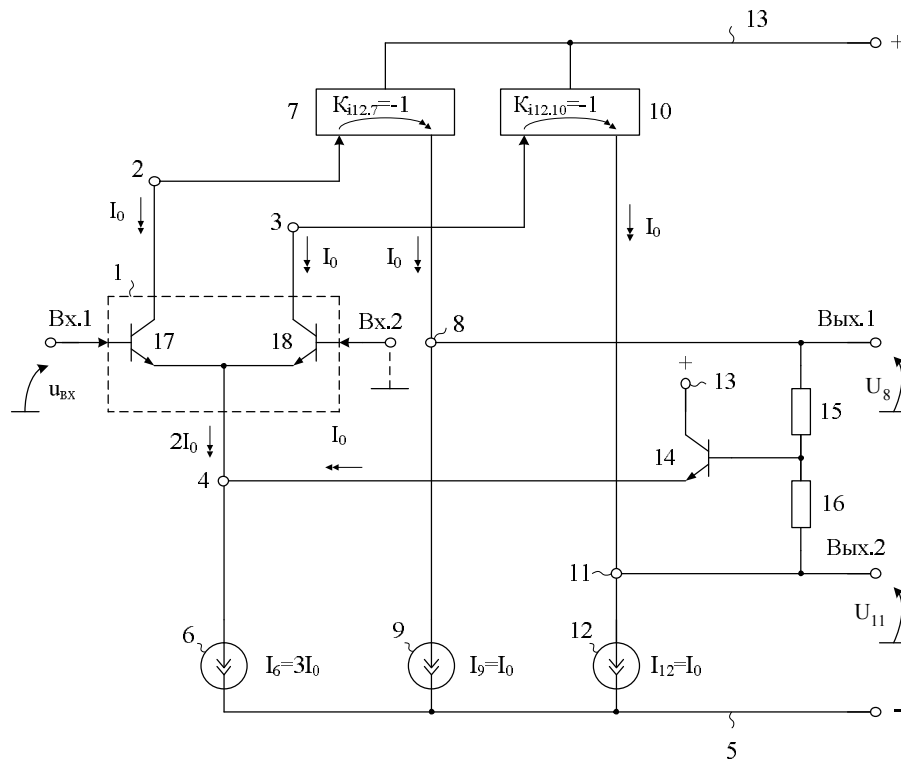 13
+
7
Kᵢ₁₂.₇=-1
Kᵢ₁₂.₁₀=-1
10
2
I₀
3
I₀
I₀
I₀
1
Вх.1
17
18
Вх.2
8
Вых.1
uвх
+
13
U₈
15
2I₀
I₀
14
4
16
Вых.2
11
U₁₁
6
I₆=3I₀
9
I₉=I₀
12
I₁₂=I₀
5
-